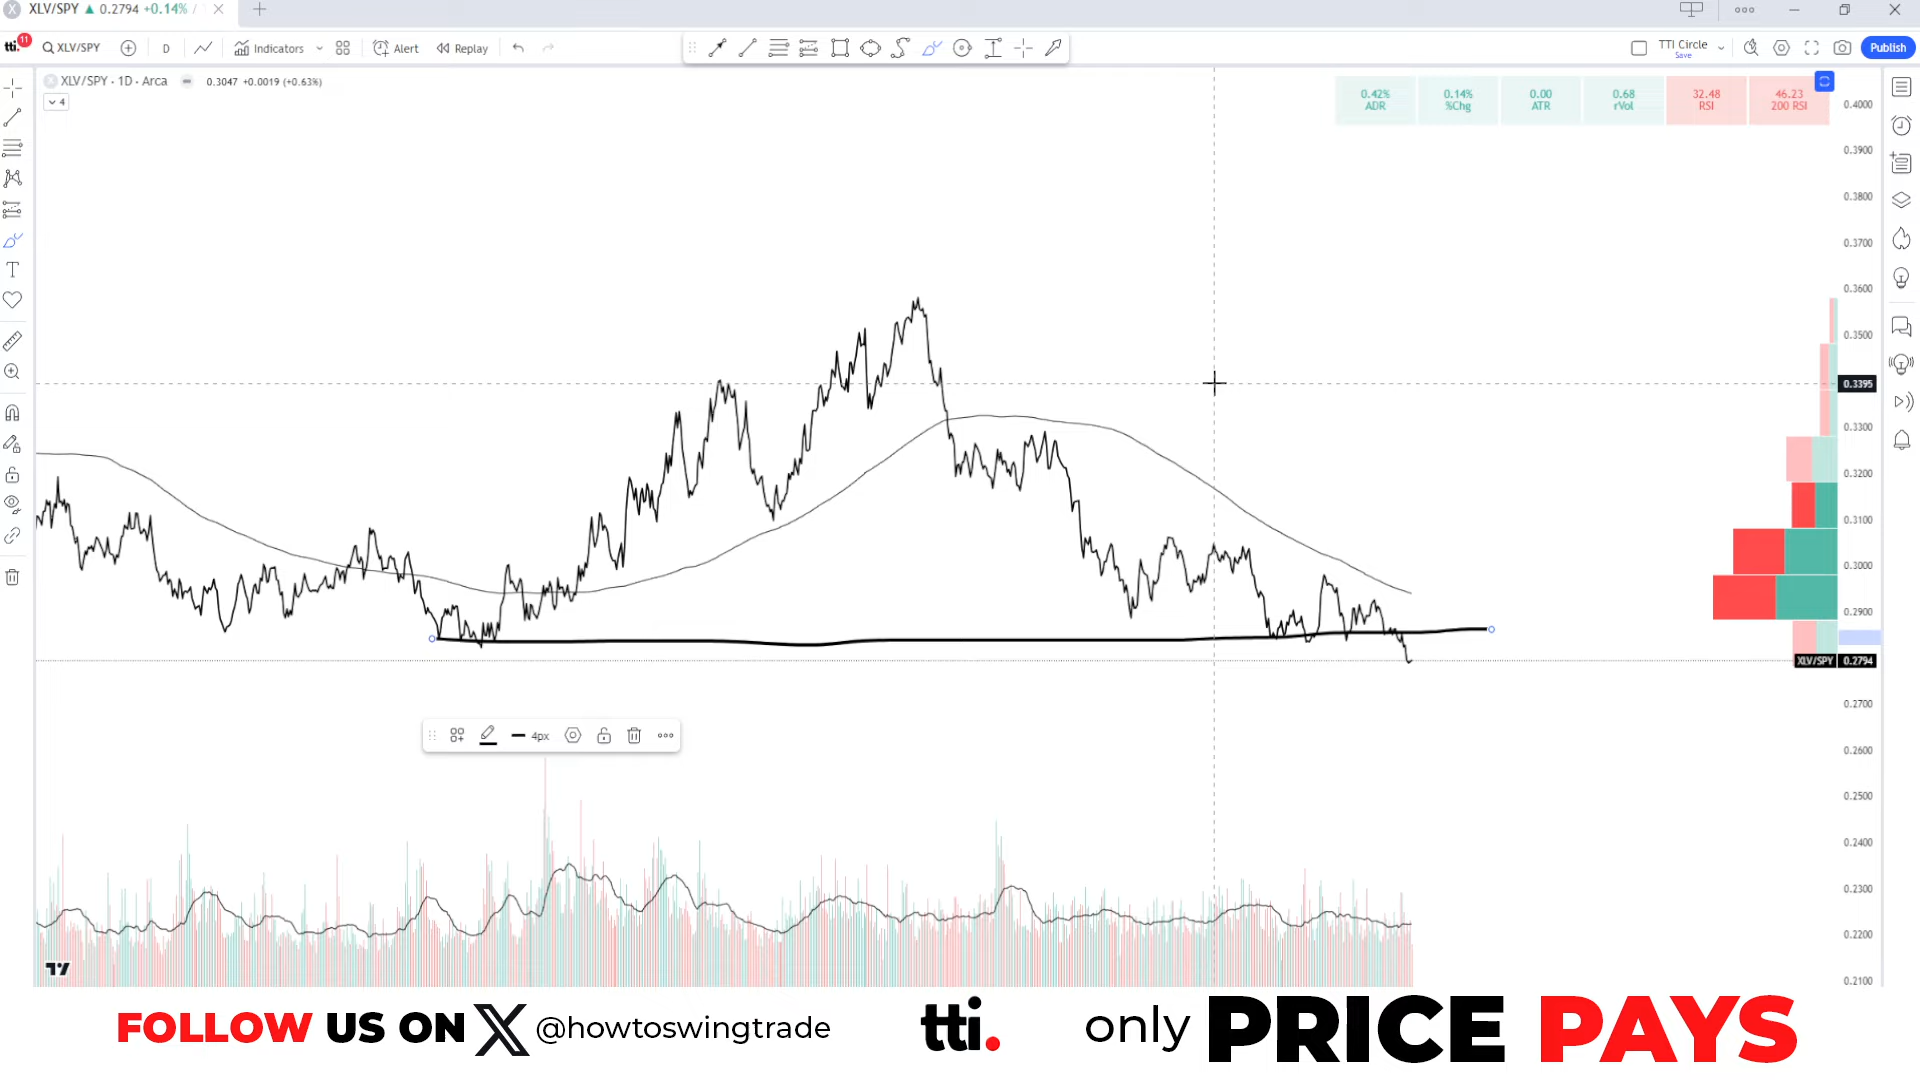 XLV/SPY ▲ 0.2794 +0.14% /
tti. 11 XLV/SPY D Indicators Alert Replay TTI Circle Save Publish
XLV/SPY · 1D · Arca 0.3047 +0.0019 (+0.63%)
4
0.42% 0.14% 0.00 0.68 32.48 46.23
ADR %Chg ATR rVol RSI 200 RSI
0.4000
0.3900
0.3800
0.3700
0.3600
0.3500
0.3395
0.3300
0.3200
0.3100
0.3000
0.2900
XLV/SPY 0.2794
0.2700
4px
0.2600
0.2500
0.2400
0.2300
0.2200
0.2100
FOLLOW US ON X @howtoswingtrade tti. only PRICE PAYS